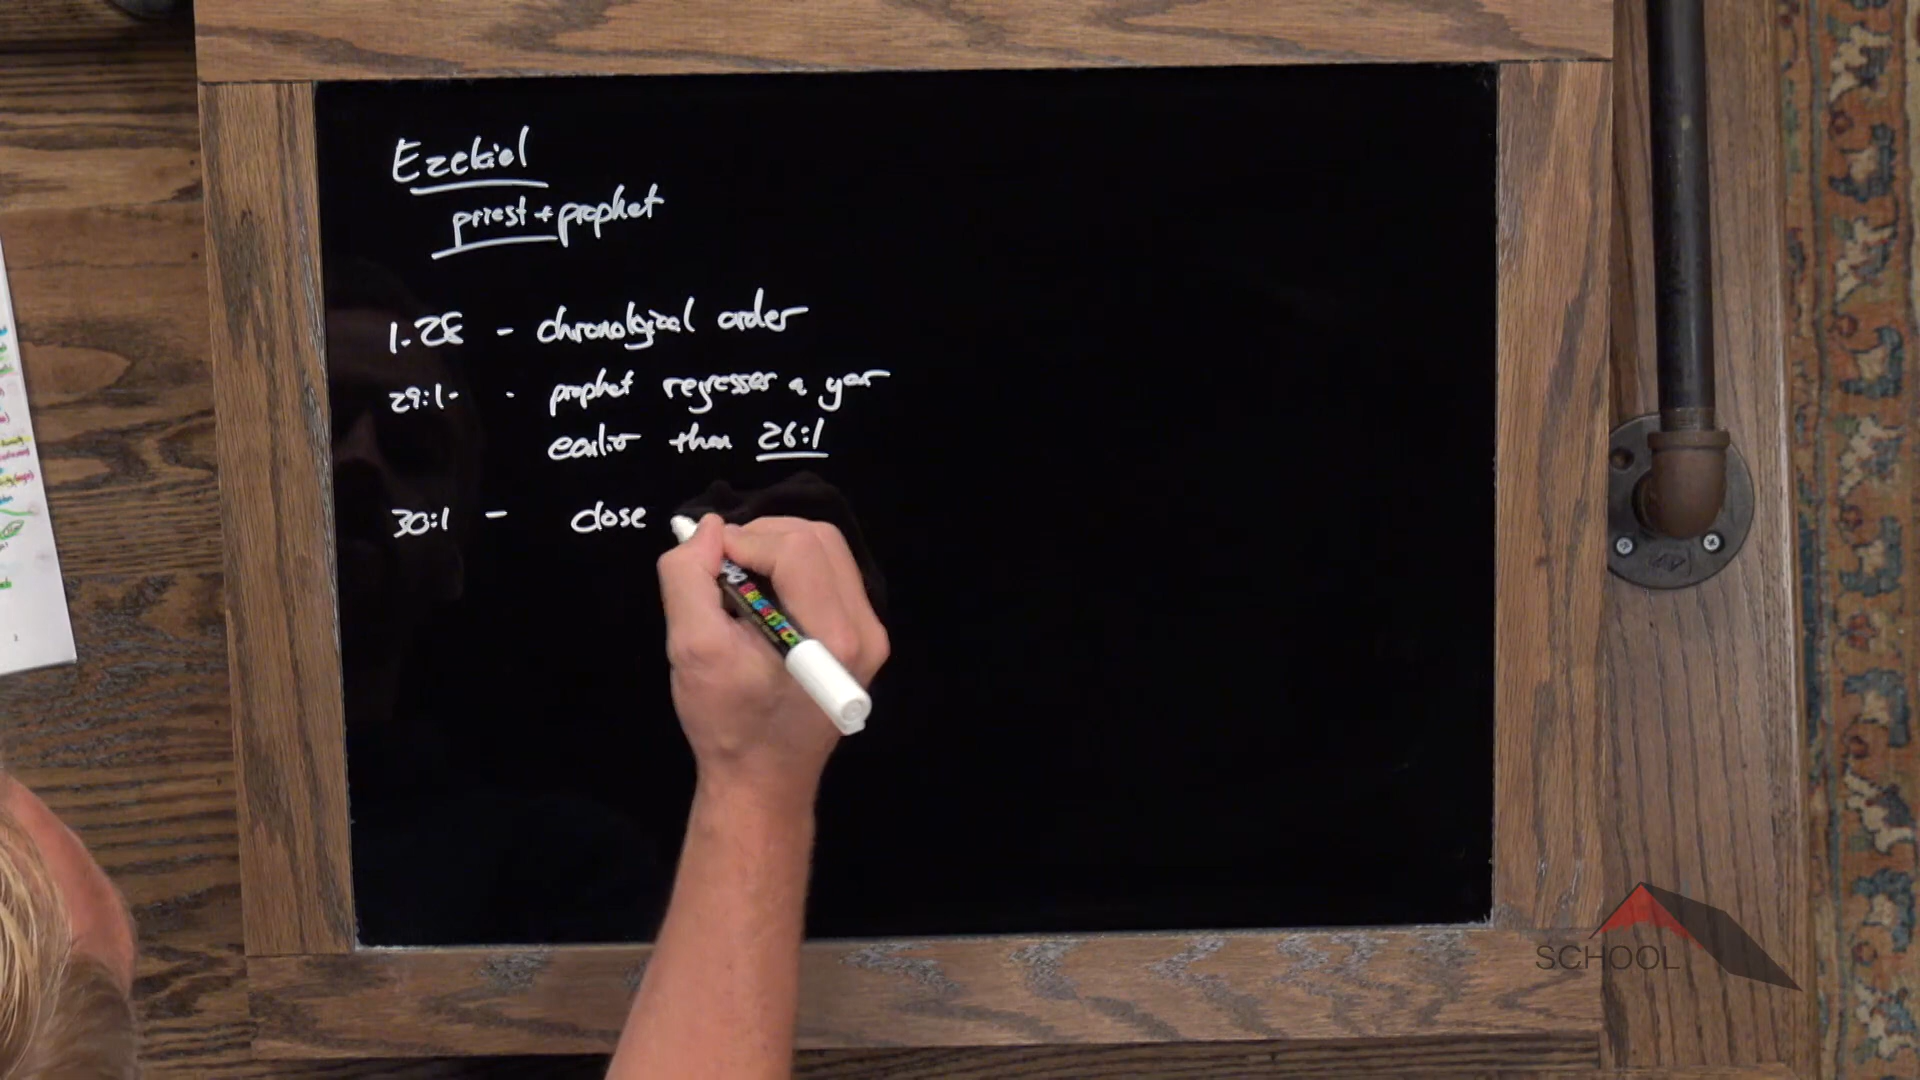 Ezekiel
priest + prophet
1-28 - chronological order
29:1- - prophet regresses a year
earlier than 26:1
30:1 - close
SCHOOL